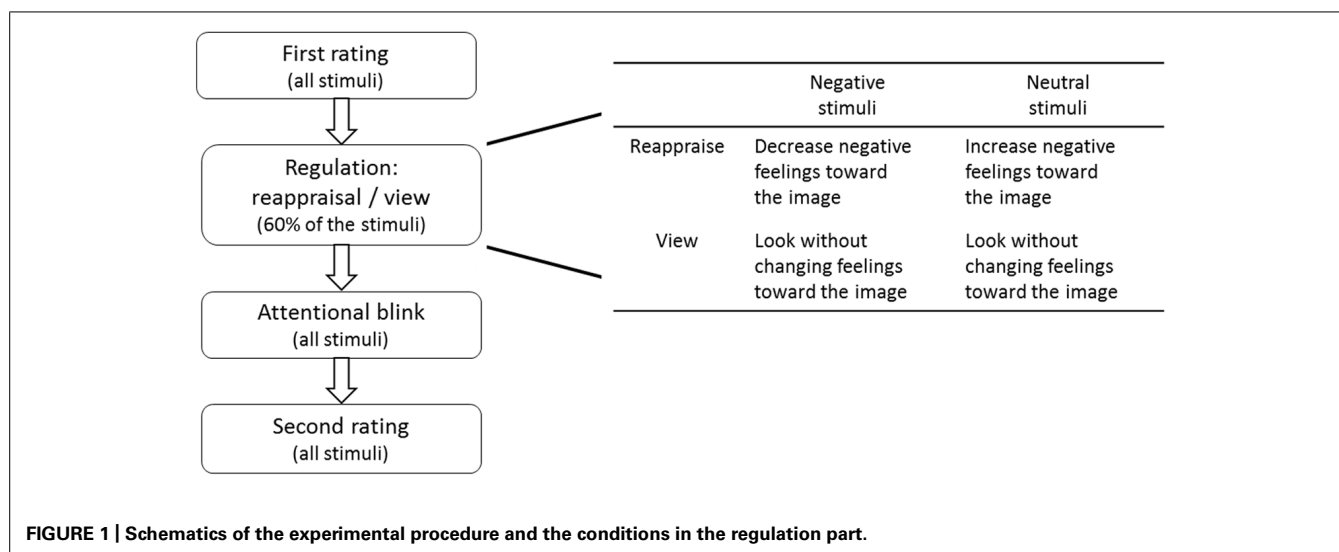 First rating
(all stimuli)
Regulation:
reappraisal / view
(60% of the stimuli)
Attentional blink
(all stimuli)
Second rating
(all stimuli)
Negative
stimuli
Neutral
stimuli
Reappraise
Decrease negative
feelings toward
the image
Increase negative
feelings toward
the image
View
Look without
changing feelings
toward the image
Look without
changing feelings
toward the image
FIGURE 1 | Schematics of the experimental procedure and the conditions in the regulation part.